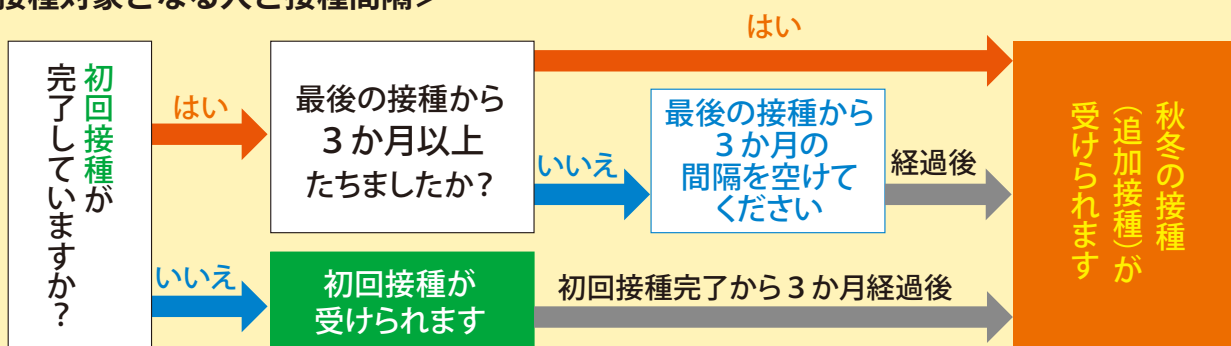 接種対象となる人と接種間隔＞
初回接種が
完了していますか？
はい
最後の接種から
３か月以上
たちましたか？
はい
いいえ
最後の接種から
３か月の
間隔を空けて
ください
経過後
いいえ
初回接種が
受けられます
初回接種完了から３か月経過後
秋冬の接種
（追加接種）が
受けられます